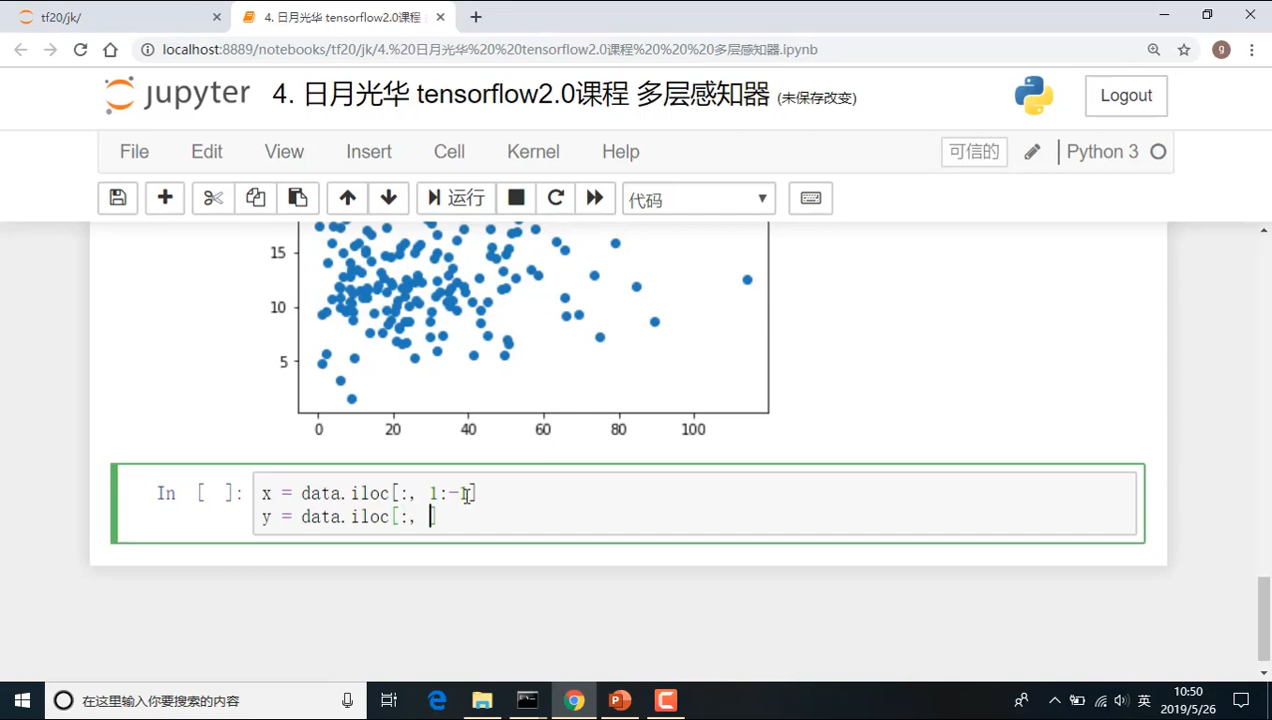 tf20/jk/
4. 日月光华 tensorflow2.0课程
localhost:8889/notebooks/tf20/jk/4.%20日月光华%20%20tensorflow2.0课程%20%20%20多层感知器.ipynb
jupyter 4. 日月光华 tensorflow2.0课程 多层感知器 (未保存改变)
Logout
File Edit View Insert Cell Kernel Help
可信的 Python 3
运行 代码
15
10
5
0 20 40 60 80 100
In [ ]: x = data.iloc[:, 1:-1]
y = data.iloc[:, ]
在这里输入你要搜索的内容
英
10:50
2019/5/26
g